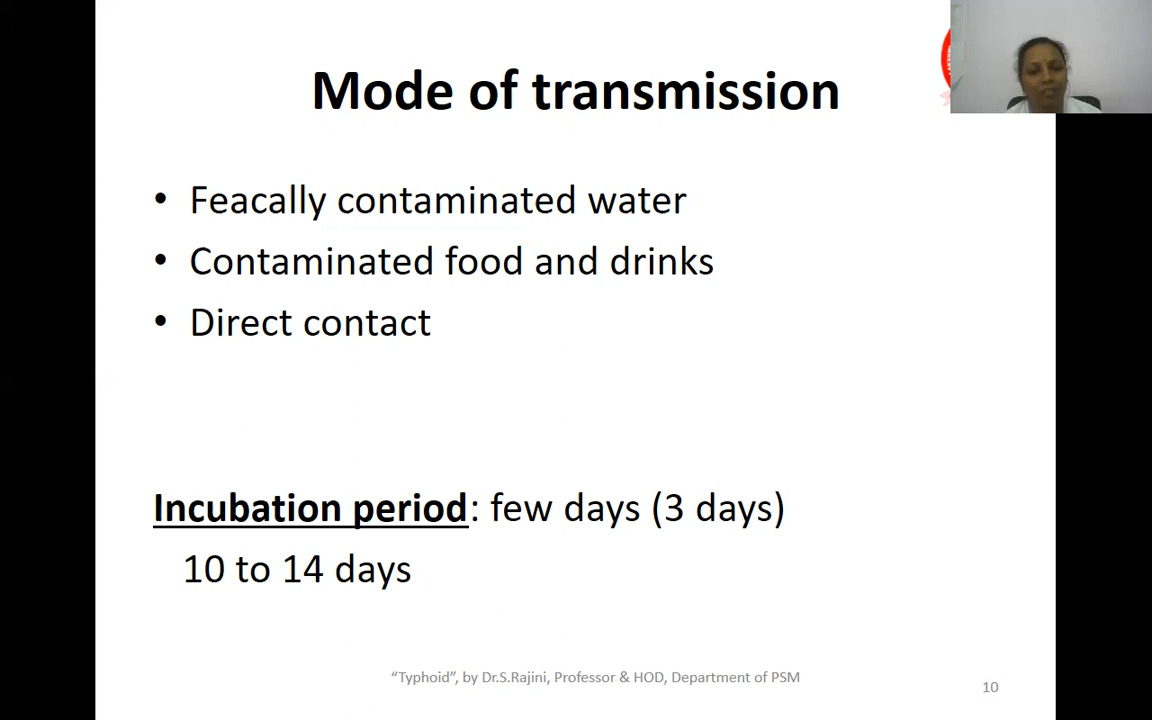 Mode of transmission
• Feacally contaminated water
• Contaminated food and drinks
• Direct contact
Incubation period: few days (3 days)
10 to 14 days
“Typhoid”, by Dr.S.Rajini, Professor & HOD, Department of PSM
10